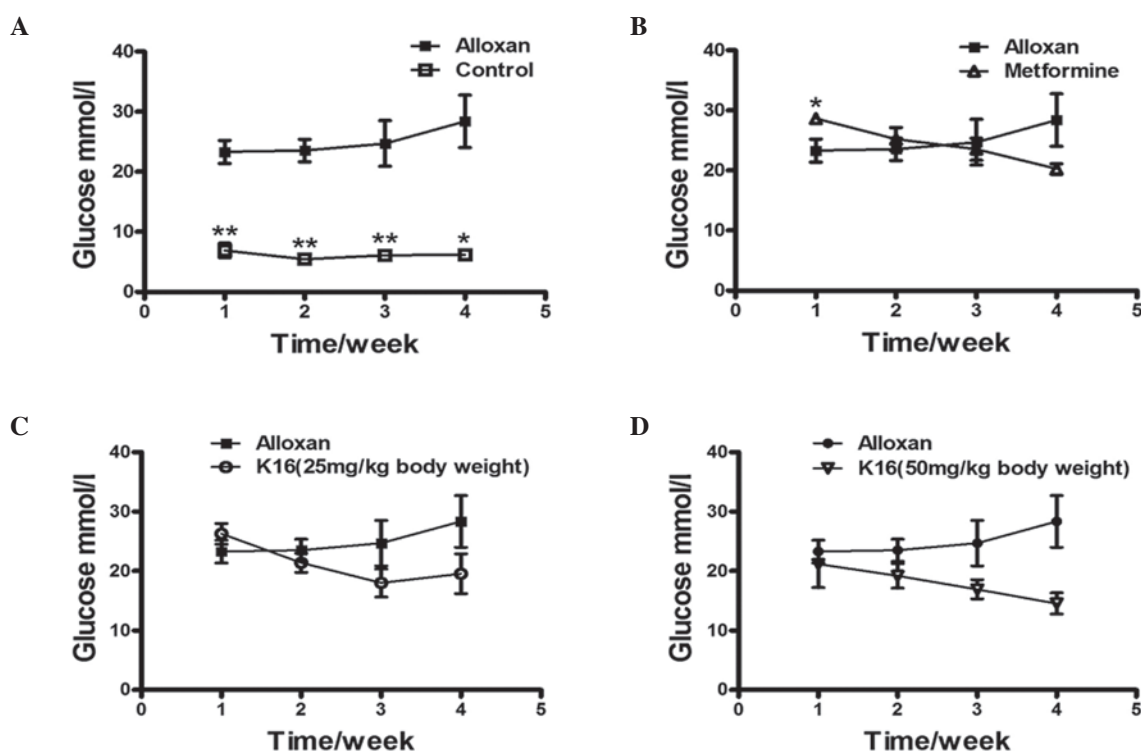 A
Alloxan
Control
Glucose mmol/l
40
30
20
10
0
** ** ** *
0 1 2 3 4 5
Time/week
B
Alloxan
Metformine
Glucose mmol/l
40
30
20
10
0
*
0 1 2 3 4 5
Time/week
C
Alloxan
K16(25mg/kg body weight)
Glucose mmol/l
40
30
20
10
0
0 1 2 3 4 5
Time/week
D
Alloxan
K16(50mg/kg body weight)
Glucose mmol/l
40
30
20
10
0
0 1 2 3 4 5
Time/week